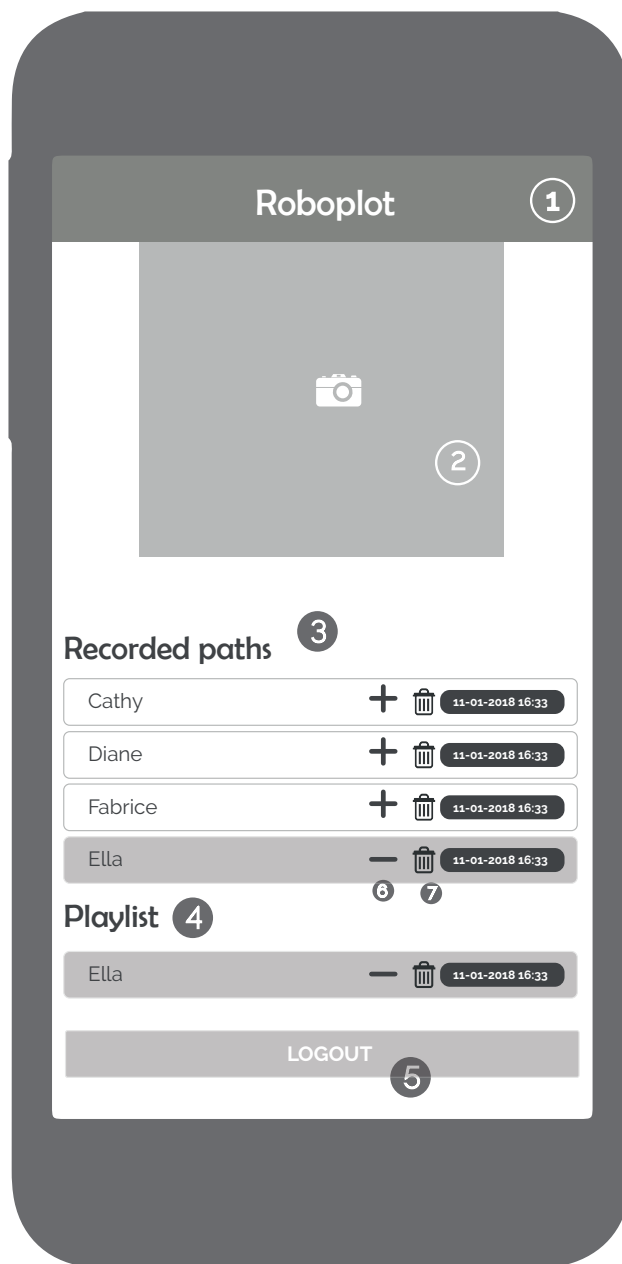 Roboplot 1
2
3
Recorded paths
Cathy 11-01-2018 16:33
Diane 11-01-2018 16:33
Fabrice 11-01-2018 16:33
Ella 11-01-2018 16:33
6 7
Playlist 4
Ella 11-01-2018 16:33
LOGOUT
5